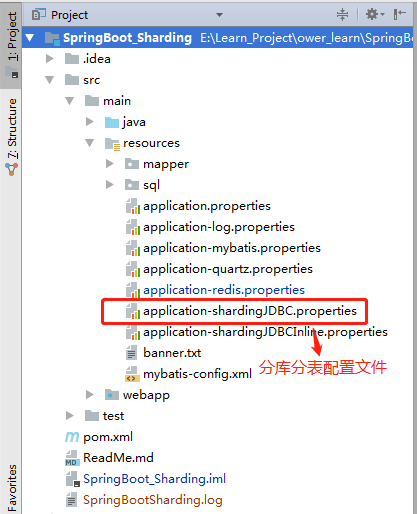 Project
SpringBoot_Sharding E:\Learn_Project\ower_learn\SpringBo
.idea
src
main
java
resources
mapper
sql
application.properties
application-log.properties
application-mybatis.properties
application-quartz.properties
application-redis.properties
application-shardingJDBC.properties
application-shardingJDBCInline.properties
banner.txt
分库分表配置文件
mybatis-config.xml
webapp
test
pom.xml
ReadMe.md
SpringBoot_Sharding.iml
SpringBootSharding.log
1: Project
7: Structure
Favorites